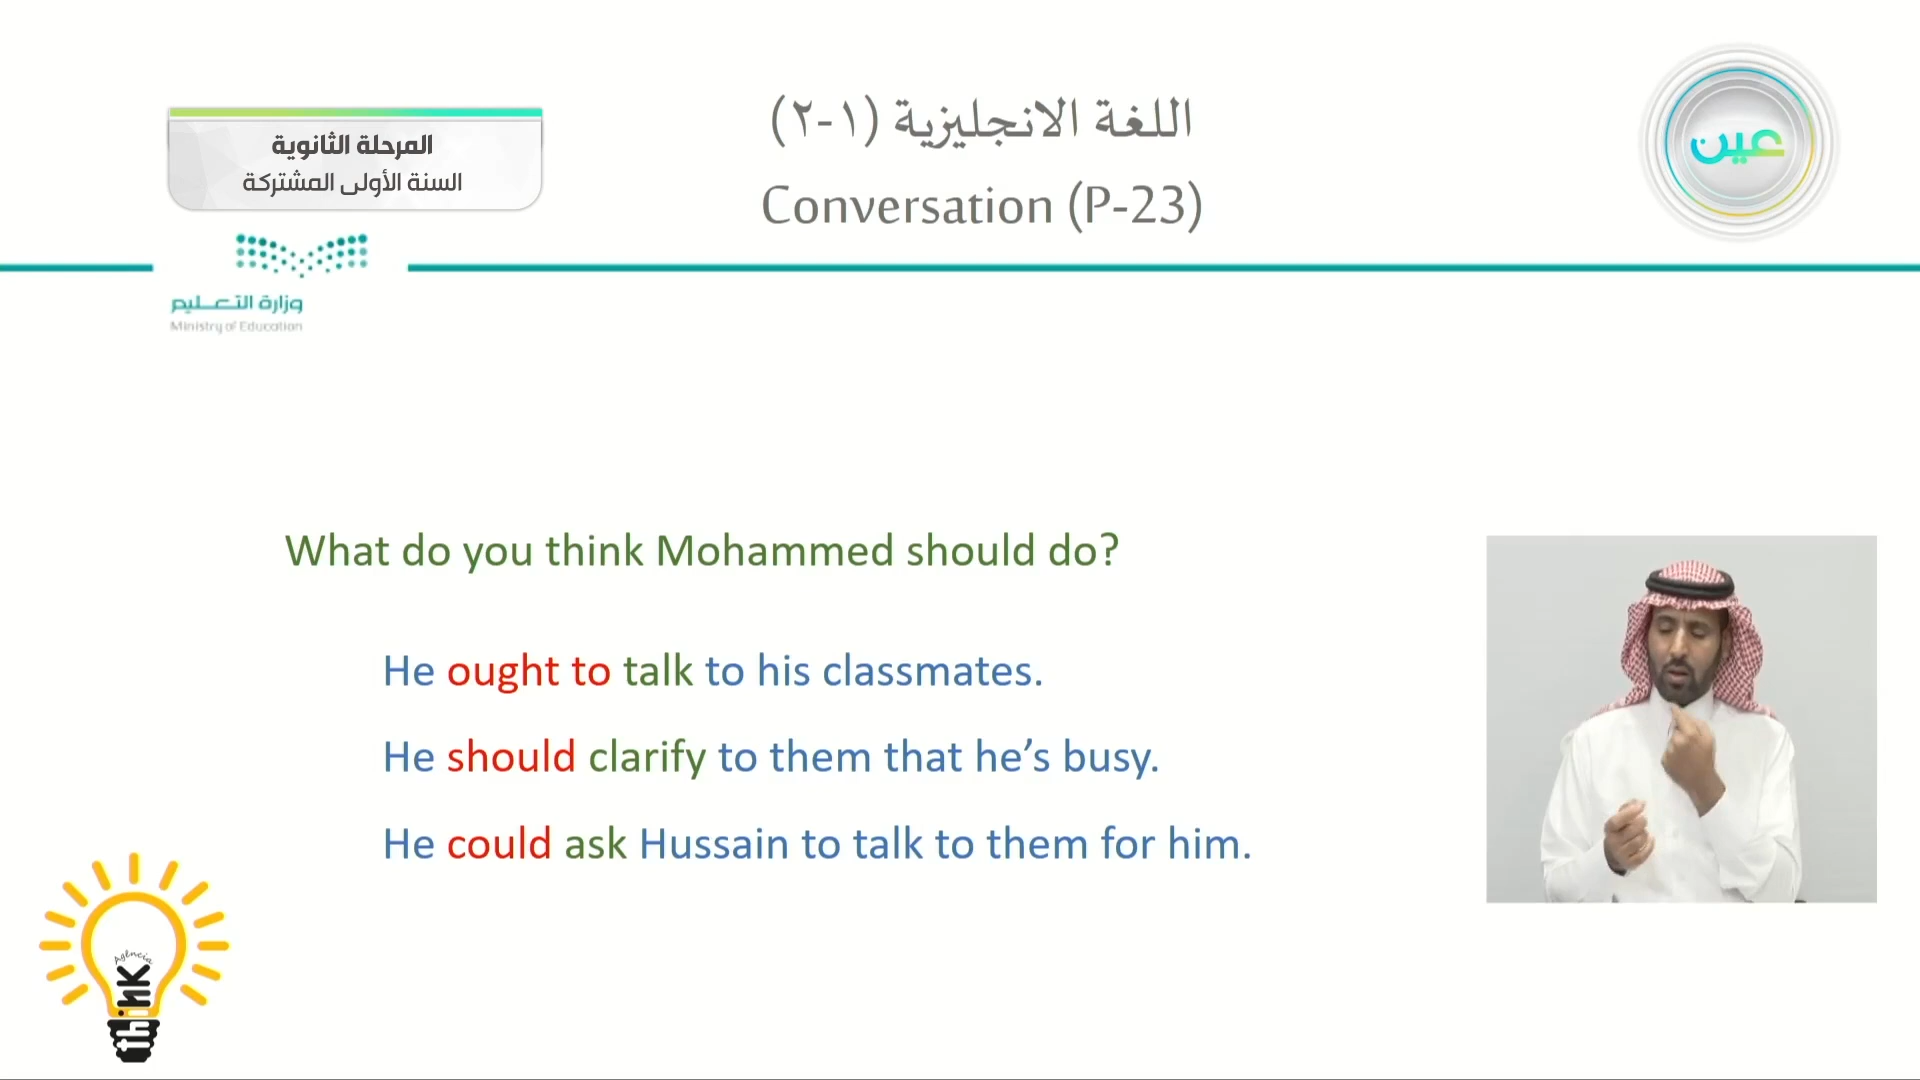 المرحلة الثانوية
السنة الأولى المشتركة
اللغة الانجليزية (١-٢)
Conversation (P-23)
عين
وزارة التعليم
Ministry of Education
What do you think Mohammed should do?
He ought to talk to his classmates.
He should clarify to them that he's busy.
He could ask Hussain to talk to them for him.
Agência
think